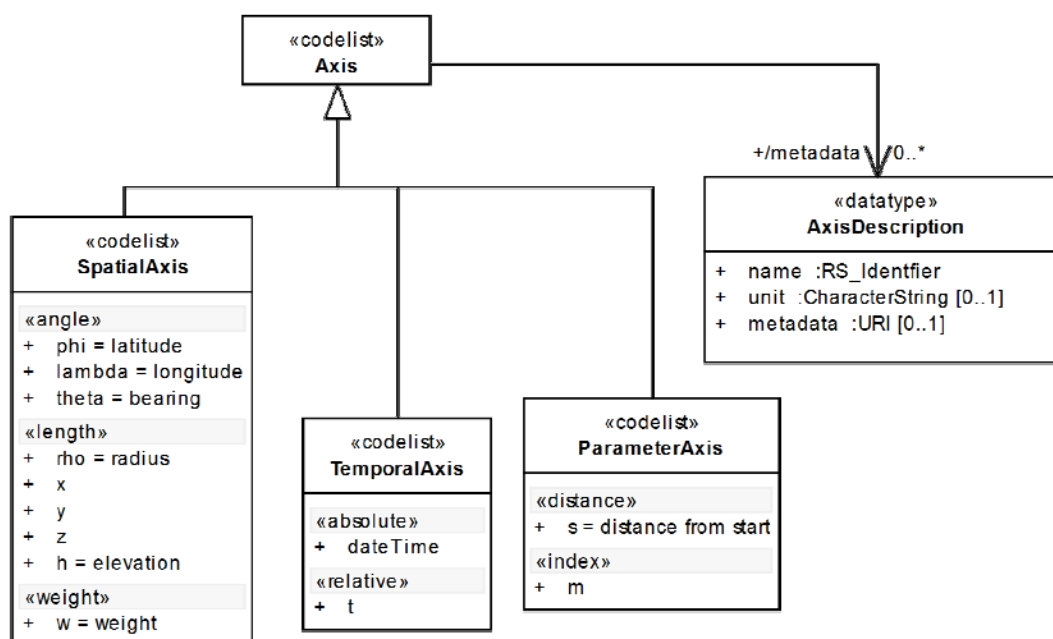 «codelist»
Axis
+/metadata 0..*
«datatype»
AxisDescription
+ name :RS_Identfier
+ unit :CharacterString [0..1]
+ metadata :URI [0..1]
«codelist»
SpatialAxis
«angle»
+ phi = latitude
+ lambda = longitude
+ theta = bearing
«length»
+ rho = radius
+ x
+ y
+ z
+ h = elevation
«weight»
+ w = weight
«codelist»
TemporalAxis
«absolute»
+ dateTime
«relative»
+ t
«codelist»
ParameterAxis
«distance»
+ s = distance from start
«index»
+ m